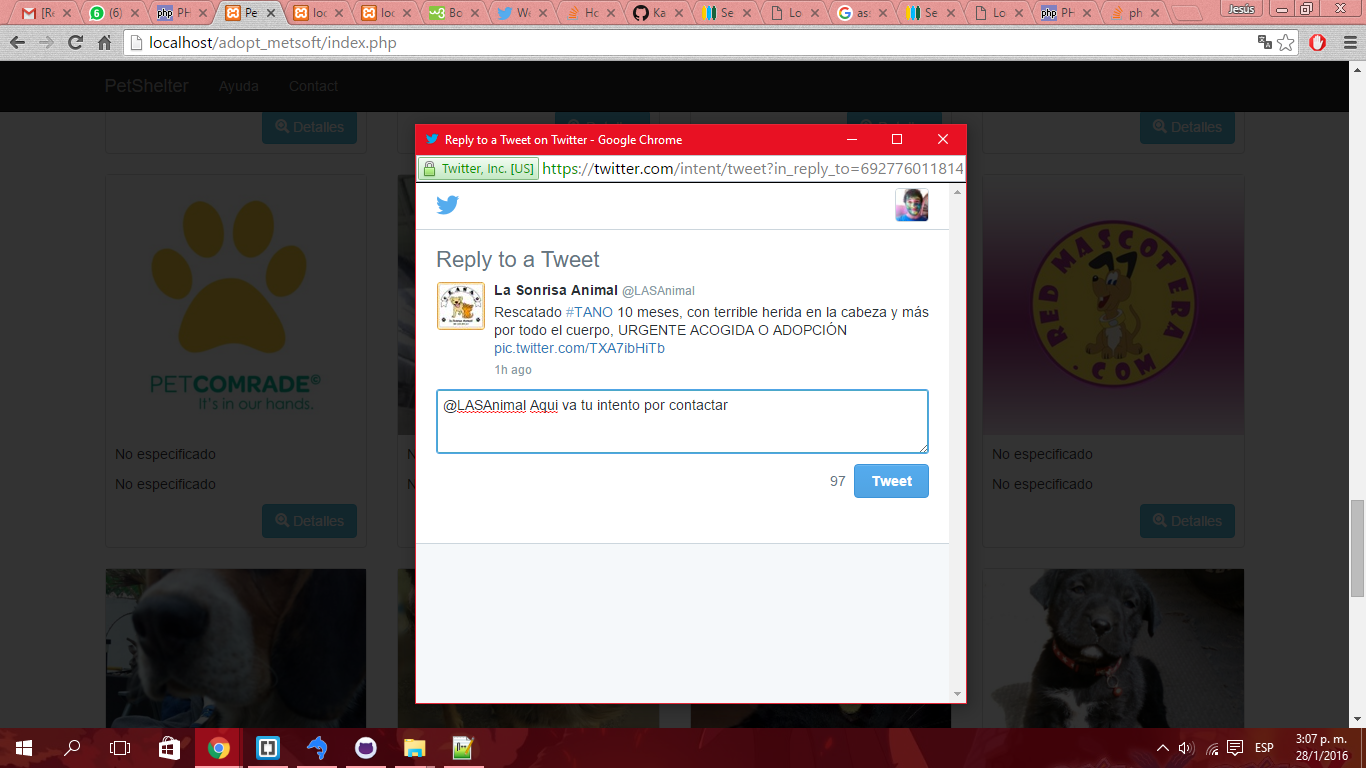 [Re
(6)
PH
Pe
loc
loc
Bo
We
Ho
Ka
Se
Lo
as
Se
Lo
PH
ph
Jesús
localhost/adopt_metsoft/index.php
PetShelter Ayuda Contact
Detalles
Detalles
Detalles
Detalles
Reply to a Tweet on Twitter - Google Chrome
Twitter, Inc. [US] https://twitter.com/intent/tweet?in_reply_to=692776011814
Reply to a Tweet
La Sonrisa Animal @LASAnimal
Rescatado #TANO 10 meses, con terrible herida en la cabeza y más
por todo el cuerpo, URGENTE ACOGIDA O ADOPCIÓN
pic.twitter.com/TXA7ibHiTb
1h ago
@LASAnimal Aqui va tu intento por contactar
97 Tweet
PETCOMRADE©
It's in our hands.
No especificado
No especificado
Detalles
RED MASCOTERA
.COM
No especificado
No especificado
Detalles
ESP
3:07 p. m.
28/1/2016